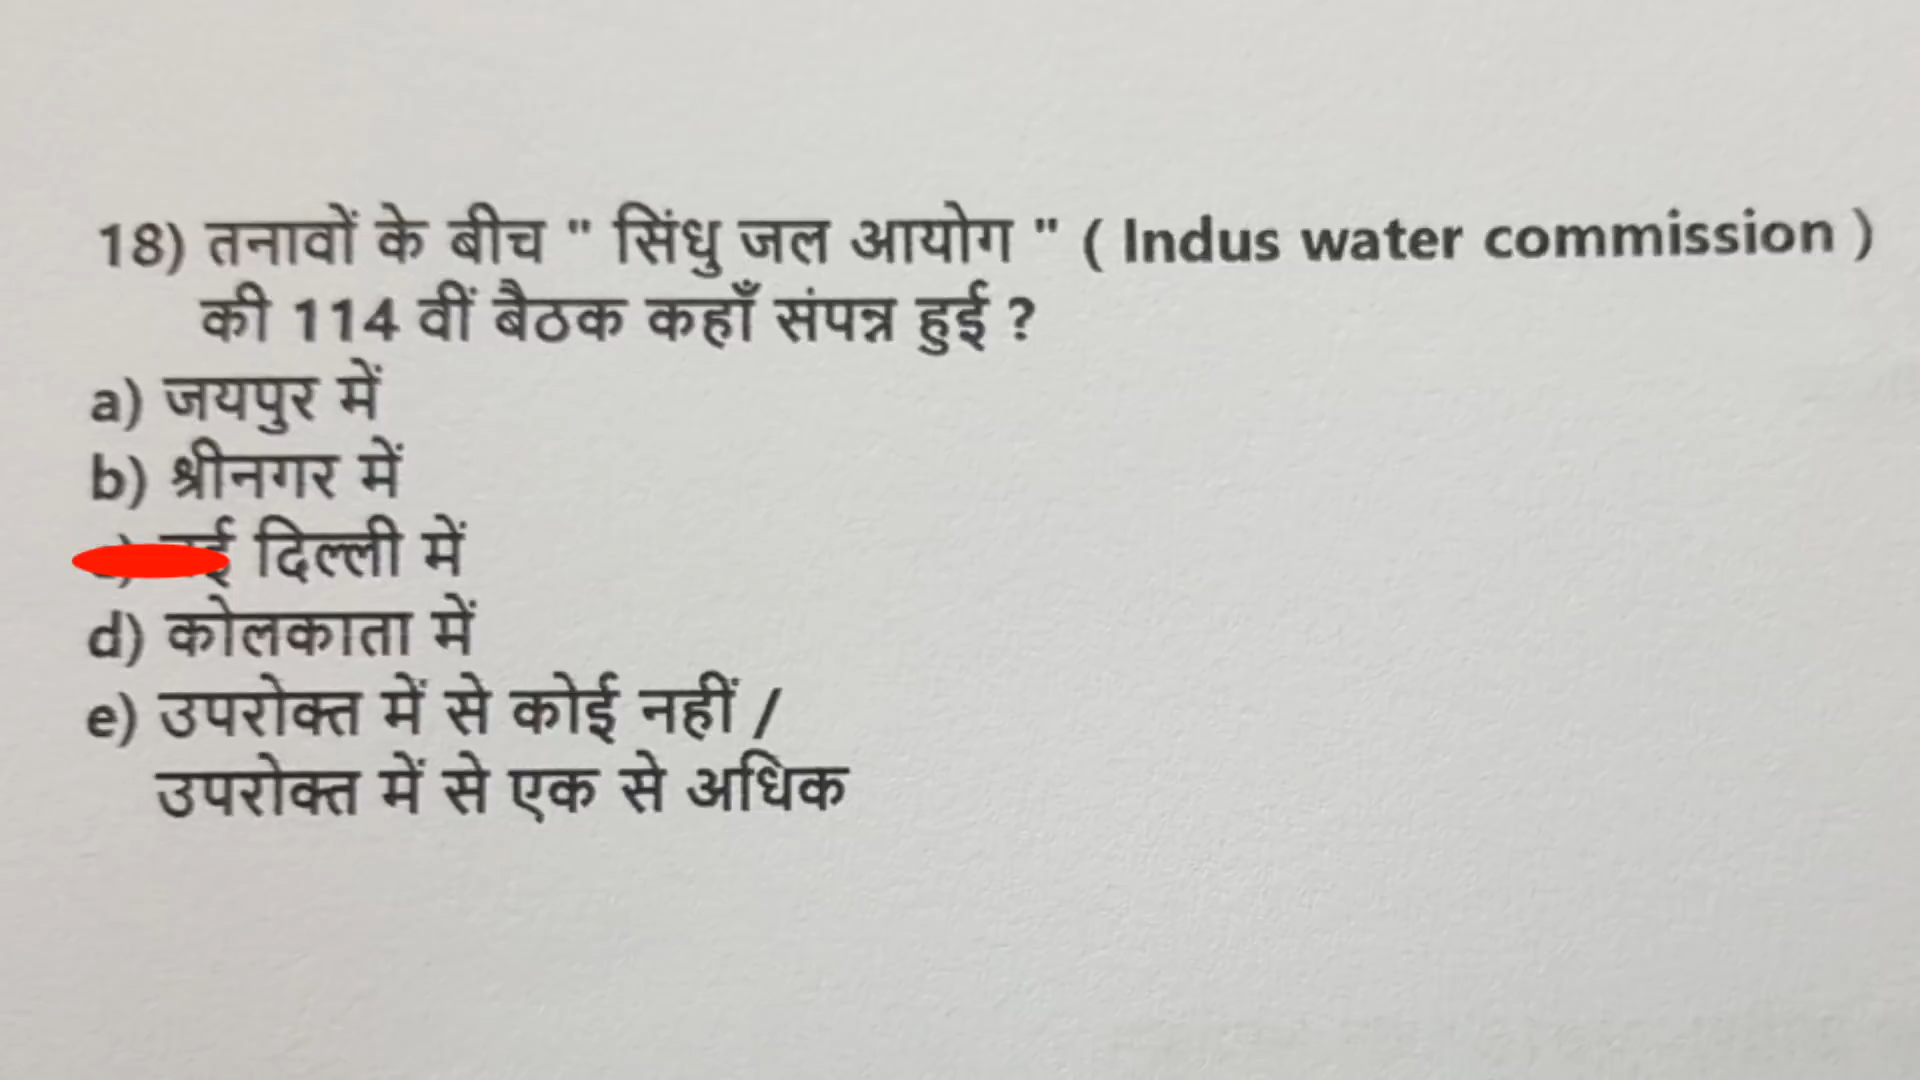 18) तनावों के बीच " सिंधु जल आयोग " ( Indus water commission )
की 114 वीं बैठक कहाँ संपन्न हुई ?
a) जयपुर में
b) श्रीनगर में
दिल्ली में
d) कोलकाता में
e) उपरोक्त में से कोई नहीं /
उपरोक्त में से एक से अधिक